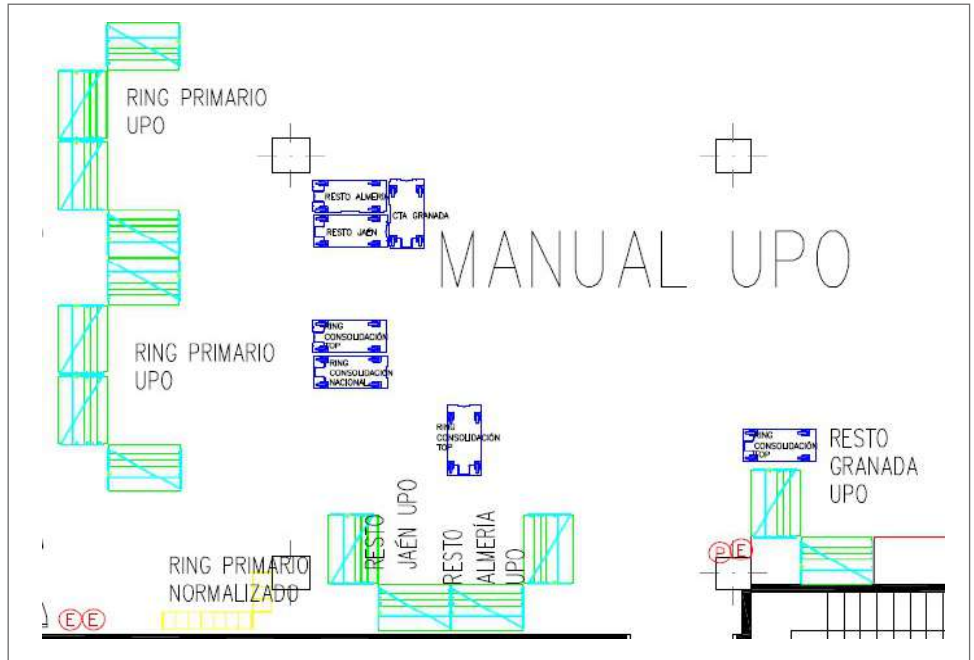 RING PRIMARIO
UPO
RESTO ALMERÍA
CTA GRANADA
RESTO JAÉN
MANUAL UPO
RING
CONSOLIDACIÓN
TOP
RING
CONSOLIDACIÓN
NACIONAL
RING PRIMARIO
UPO
RING
CONSOLIDACIÓN
TOP
RING
CONSOLIDACIÓN
TOP
RESTO
GRANADA
UPO
RESTO
JAÉN UPO
RESTO
ALMERÍA
UPO
RING PRIMARIO
NORMALIZADO
P E
E E